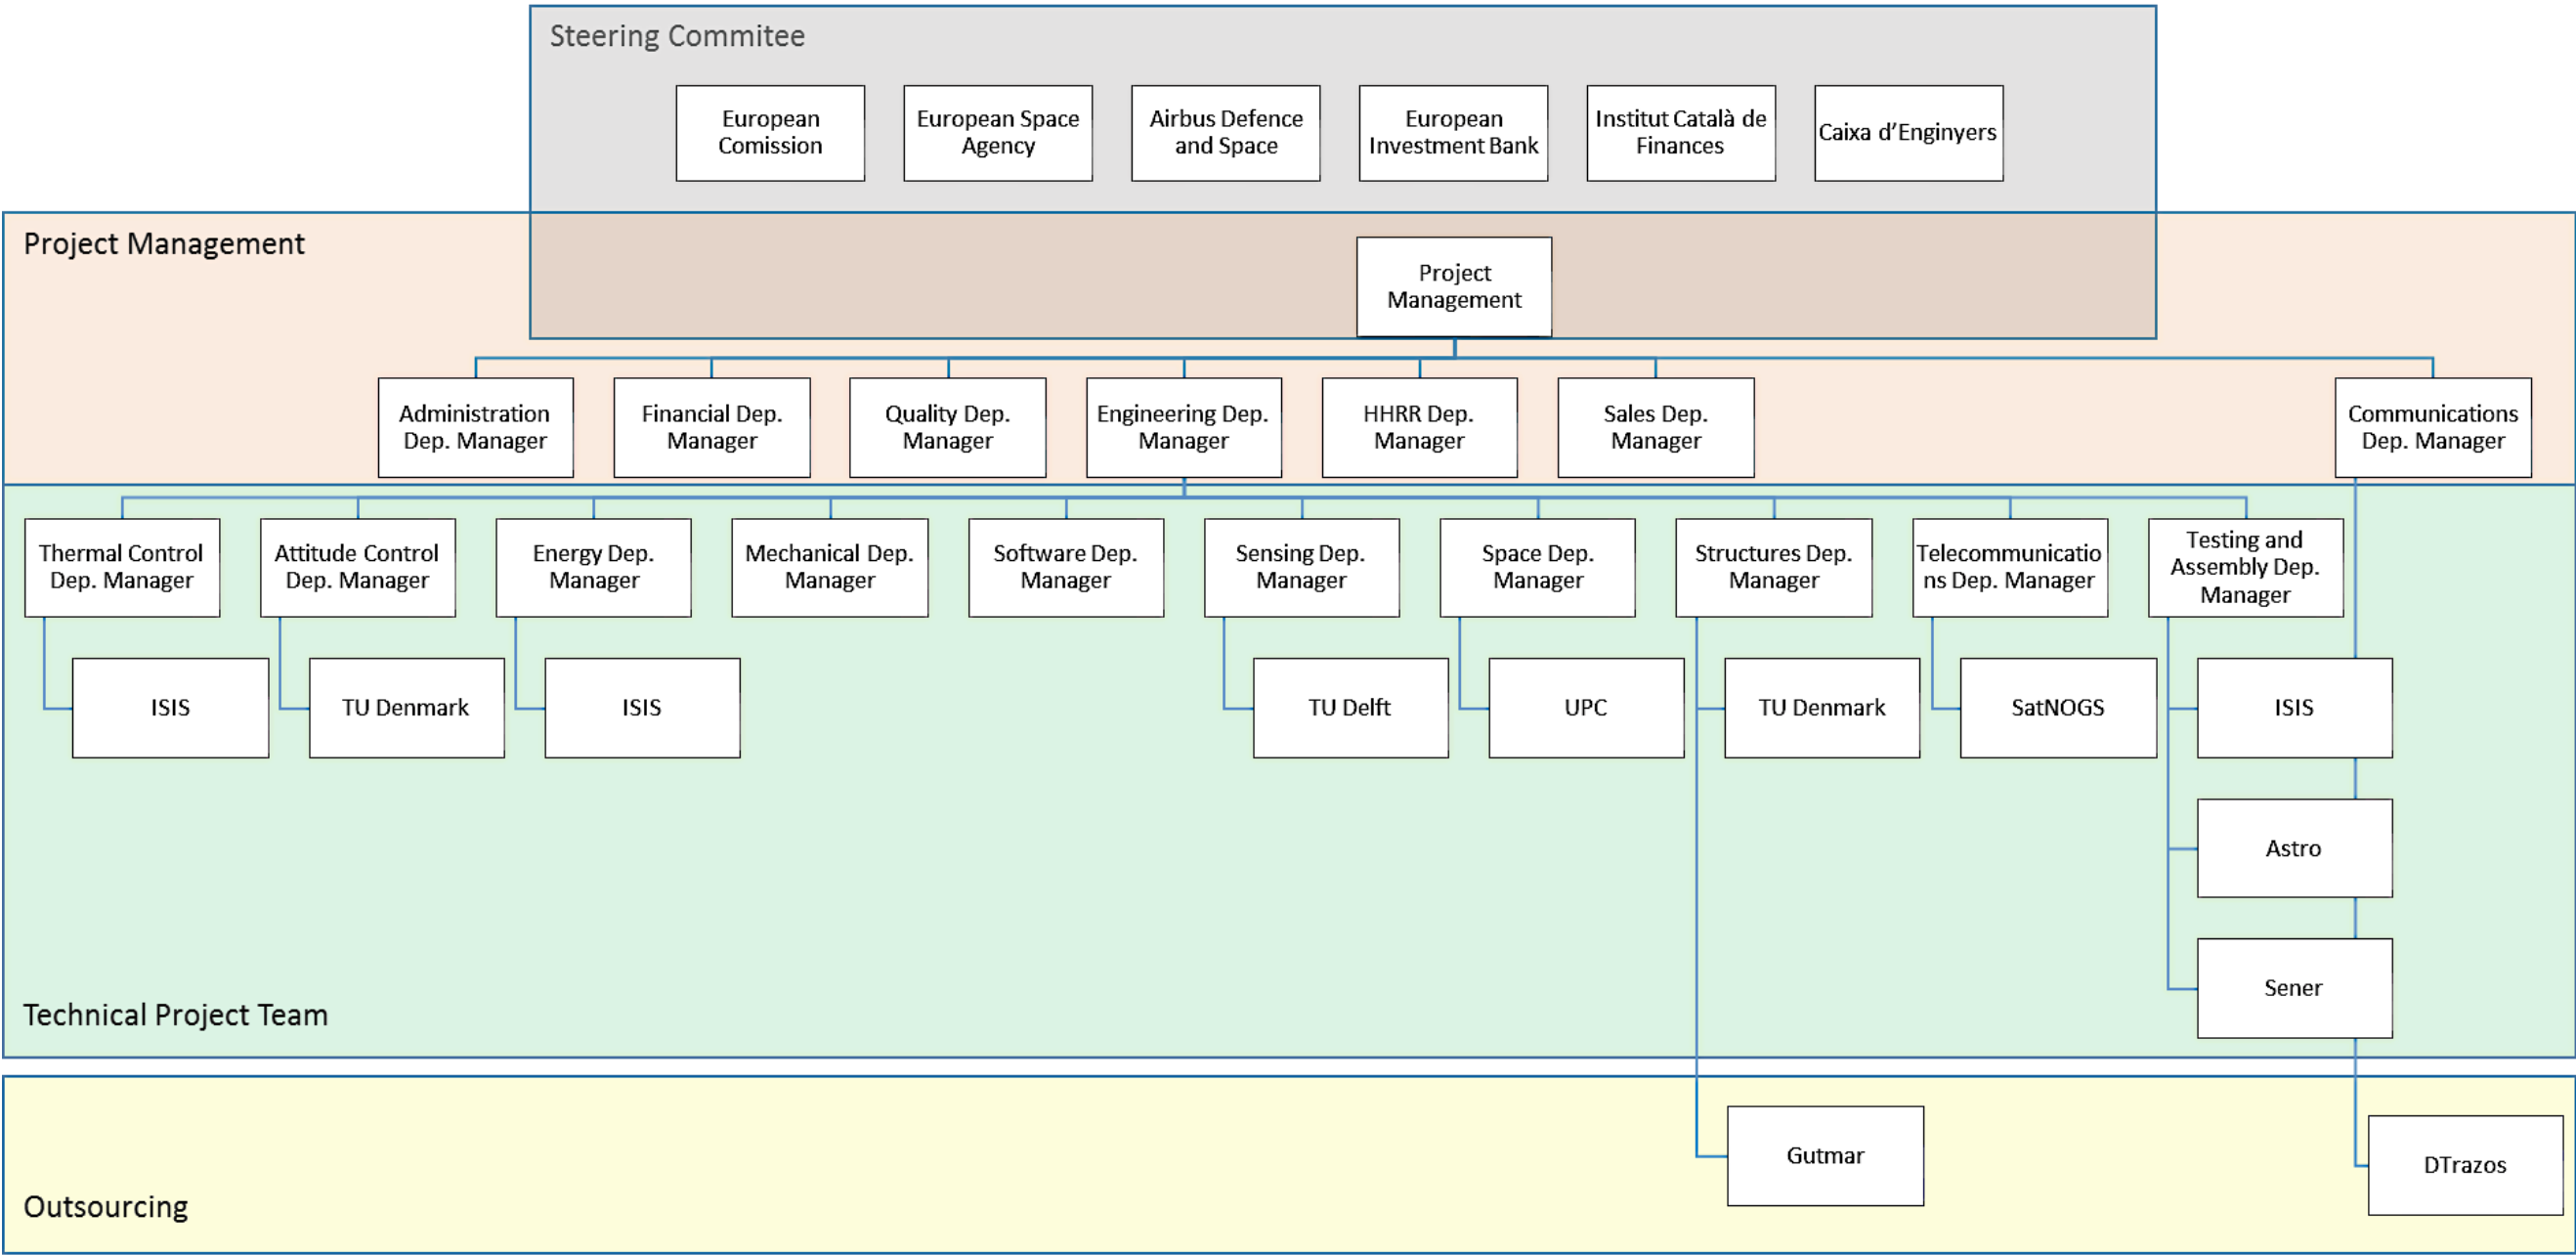 Steering Commitee
European
Comission
European Space
Agency
Airbus Defence
and Space
European
Investment Bank
Institut Català de
Finances
Caixa d’Enginyers
Project Management
Project
Management
Administration
Dep. Manager
Financial Dep.
Manager
Quality Dep.
Manager
Engineering Dep.
Manager
HHRR Dep.
Manager
Sales Dep.
Manager
Communications
Dep. Manager
Thermal Control
Dep. Manager
Attitude Control
Dep. Manager
Energy Dep.
Manager
Mechanical Dep.
Manager
Software Dep.
Manager
Sensing Dep.
Manager
Space Dep.
Manager
Structures Dep.
Manager
Telecommunicatio
ns Dep. Manager
Testing and
Assembly Dep.
Manager
ISIS
TU Denmark
ISIS
TU Delft
UPC
TU Denmark
SatNOGS
ISIS
Astro
Sener
Technical Project Team
Gutmar
DTrazos
Outsourcing